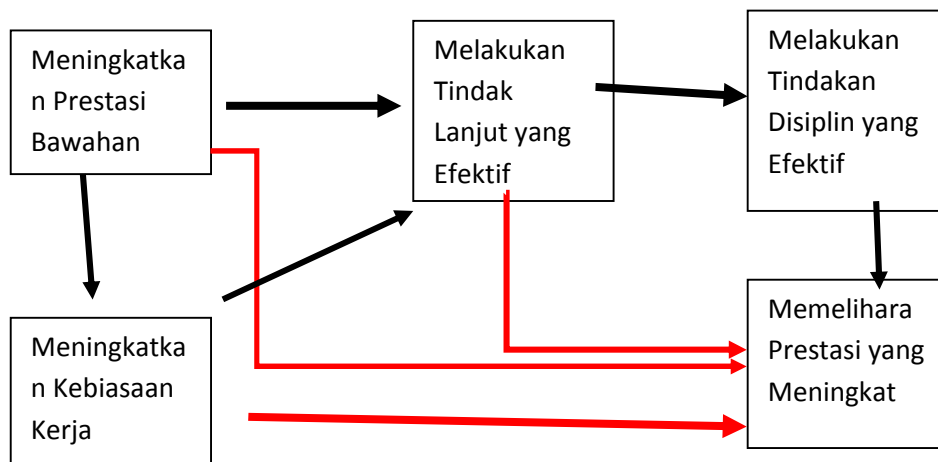 Meningkatka
n Prestasi
Bawahan
Melakukan
Tindak
Lanjut yang
Efektif
Melakukan
Tindakan
Disiplin yang
Efektif
Meningkatka
n Kebiasaan
Kerja
Memelihara
Prestasi yang
Meningkat